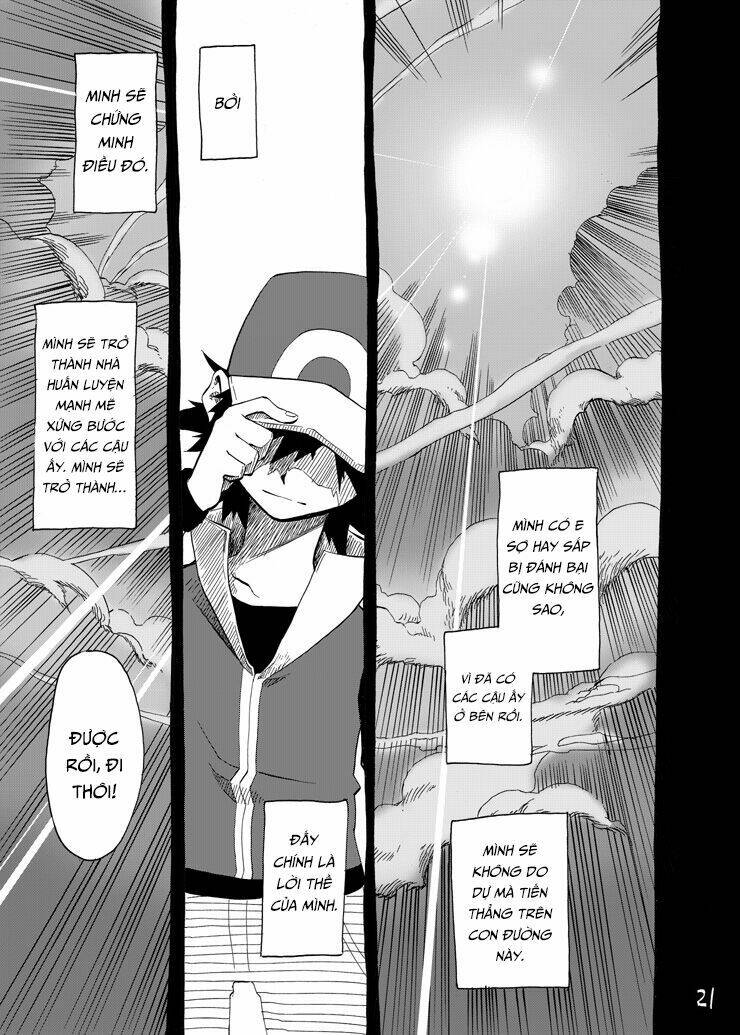 MÌNH CÓ E
SỢ HAY SẮP
BỊ ĐÁNH BẠI
CŨNG KHÔNG
SAO,
VÌ ĐÃ CÓ
CÁC CẬU ẤY
Ở BÊN RỒI.
MÌNH SẼ
KHÔNG DO
DỰ MÀ TIẾN
THẲNG TRÊN
CON ĐƯỜNG
NÀY.
BỞI
ĐẤY
CHÍNH LÀ
LỜI THỀ
CỦA MÌNH.
MINH SẼ
CHỨNG
MINH
ĐIỀU ĐÓ.
MÌNH SẼ TRỞ
THÀNH NHÀ
HUẤN LUYỆN
MẠNH MẼ
XỨNG BƯỚC
VỚI CÁC CẬU
ẤY. MÌNH SẼ
TRỞ THÀNH...
ĐƯỢC
RỒI, ĐI
THÔI!
21